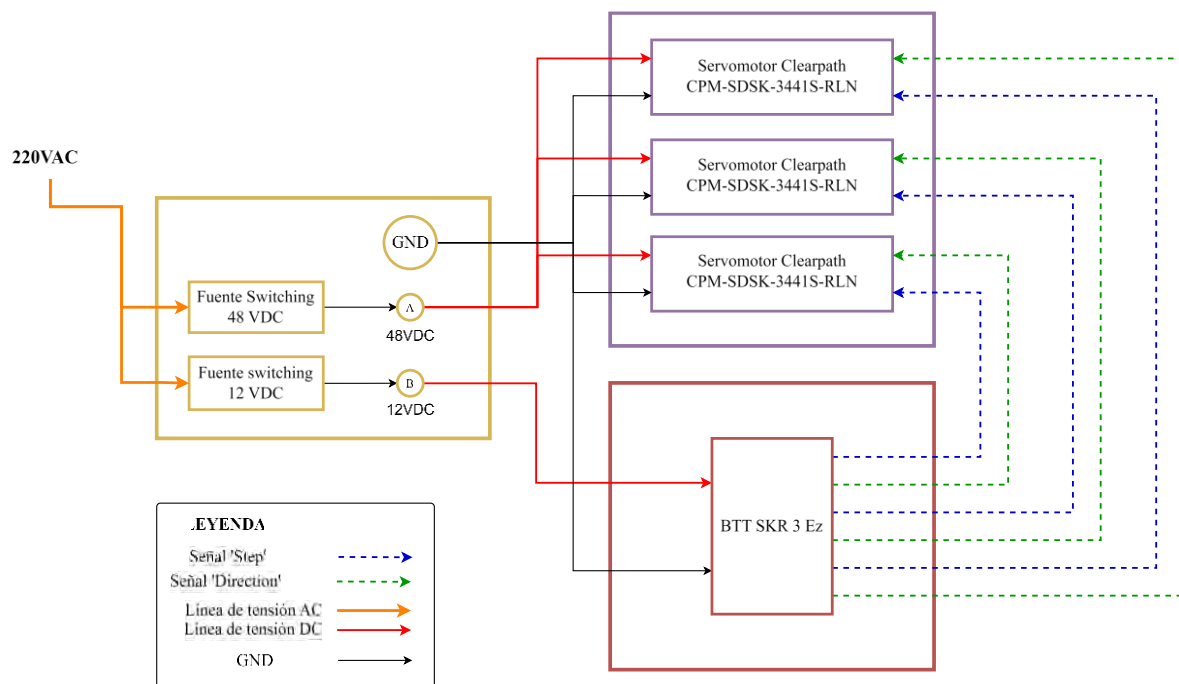 220VAC
GND
Fuente Switching
48 VDC
A
48VDC
Fuente switching
12 VDC
B
12VDC
Servomotor Clearpath
CPM-SDSK-3441S-RLN
Servomotor Clearpath
CPM-SDSK-3441S-RLN
Servomotor Clearpath
CPM-SDSK-3441S-RLN
BTT SKR 3 Ez
LEYENDA
Señal 'Step'
Señal 'Direction'
Línea de tensión AC
Línea de tensión DC
GND